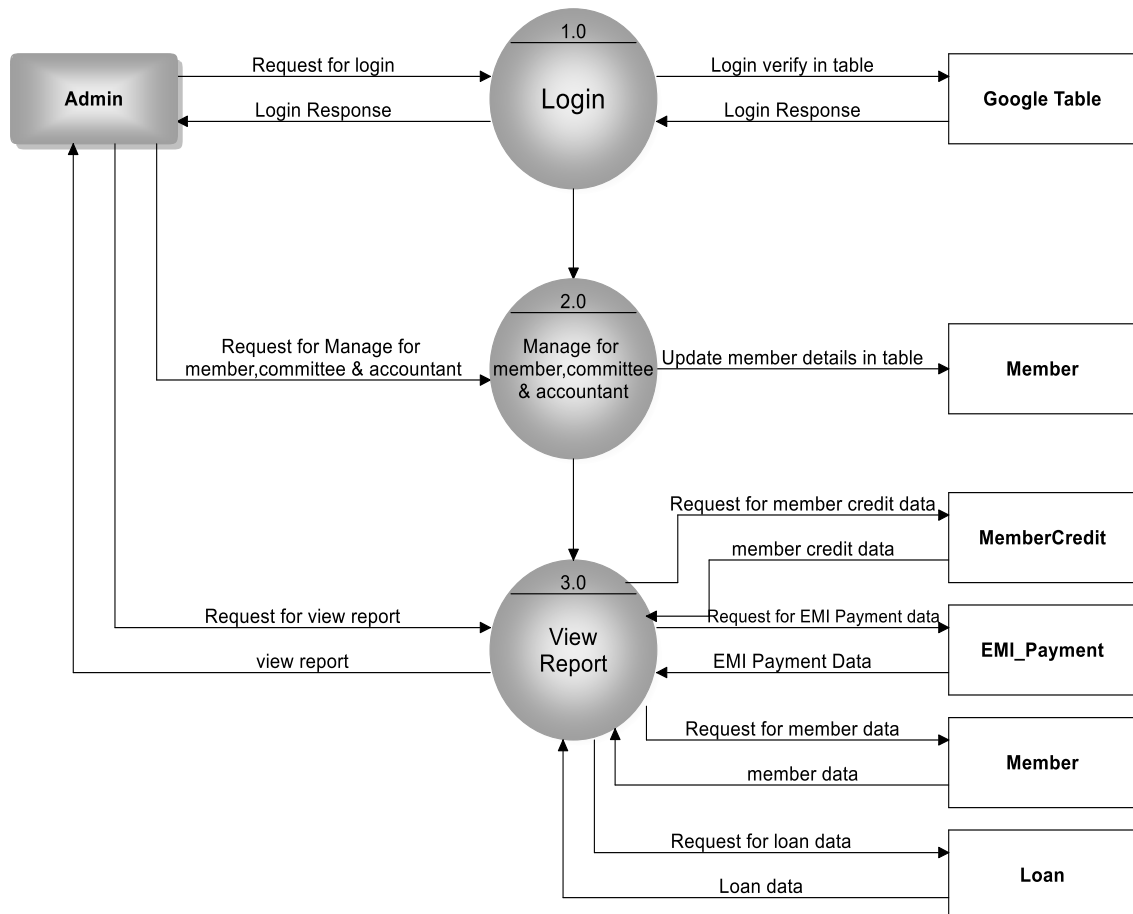 1.0
Request for login
Login verify in table
Admin
Login
Google Table
Login Response
Login Response
2.0
Request for Manage for
member,committee & accountant
Manage for
member,committee
& accountant
Update member details in table
Member
Request for member credit data
MemberCredit
member credit data
3.0
Request for view report
Request for EMI Payment data
View
Report
EMI_Payment
view report
EMI Payment Data
Request for member data
Member
member data
Request for loan data
Loan
Loan data